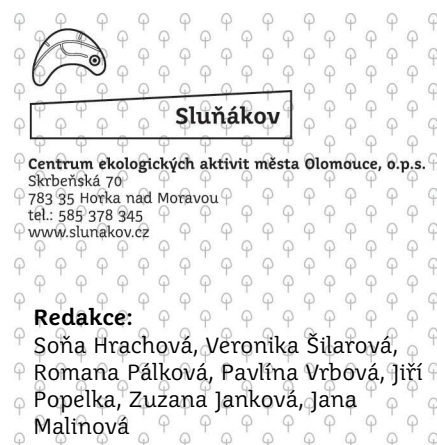 Sluňákov
Centrum ekologických aktivit města Olomouce, o.p.s.
Skrbeňská 70
783 35 Horka nad Moravou
tel.: 585 378 345
www.slunakov.cz
Redakce:
Soňa Hrachová, Veronika Šilarová,
Romana Pálková, Pavlína Vrbová, Jiří
Popelka, Zuzana Janková, Jana
Malinová